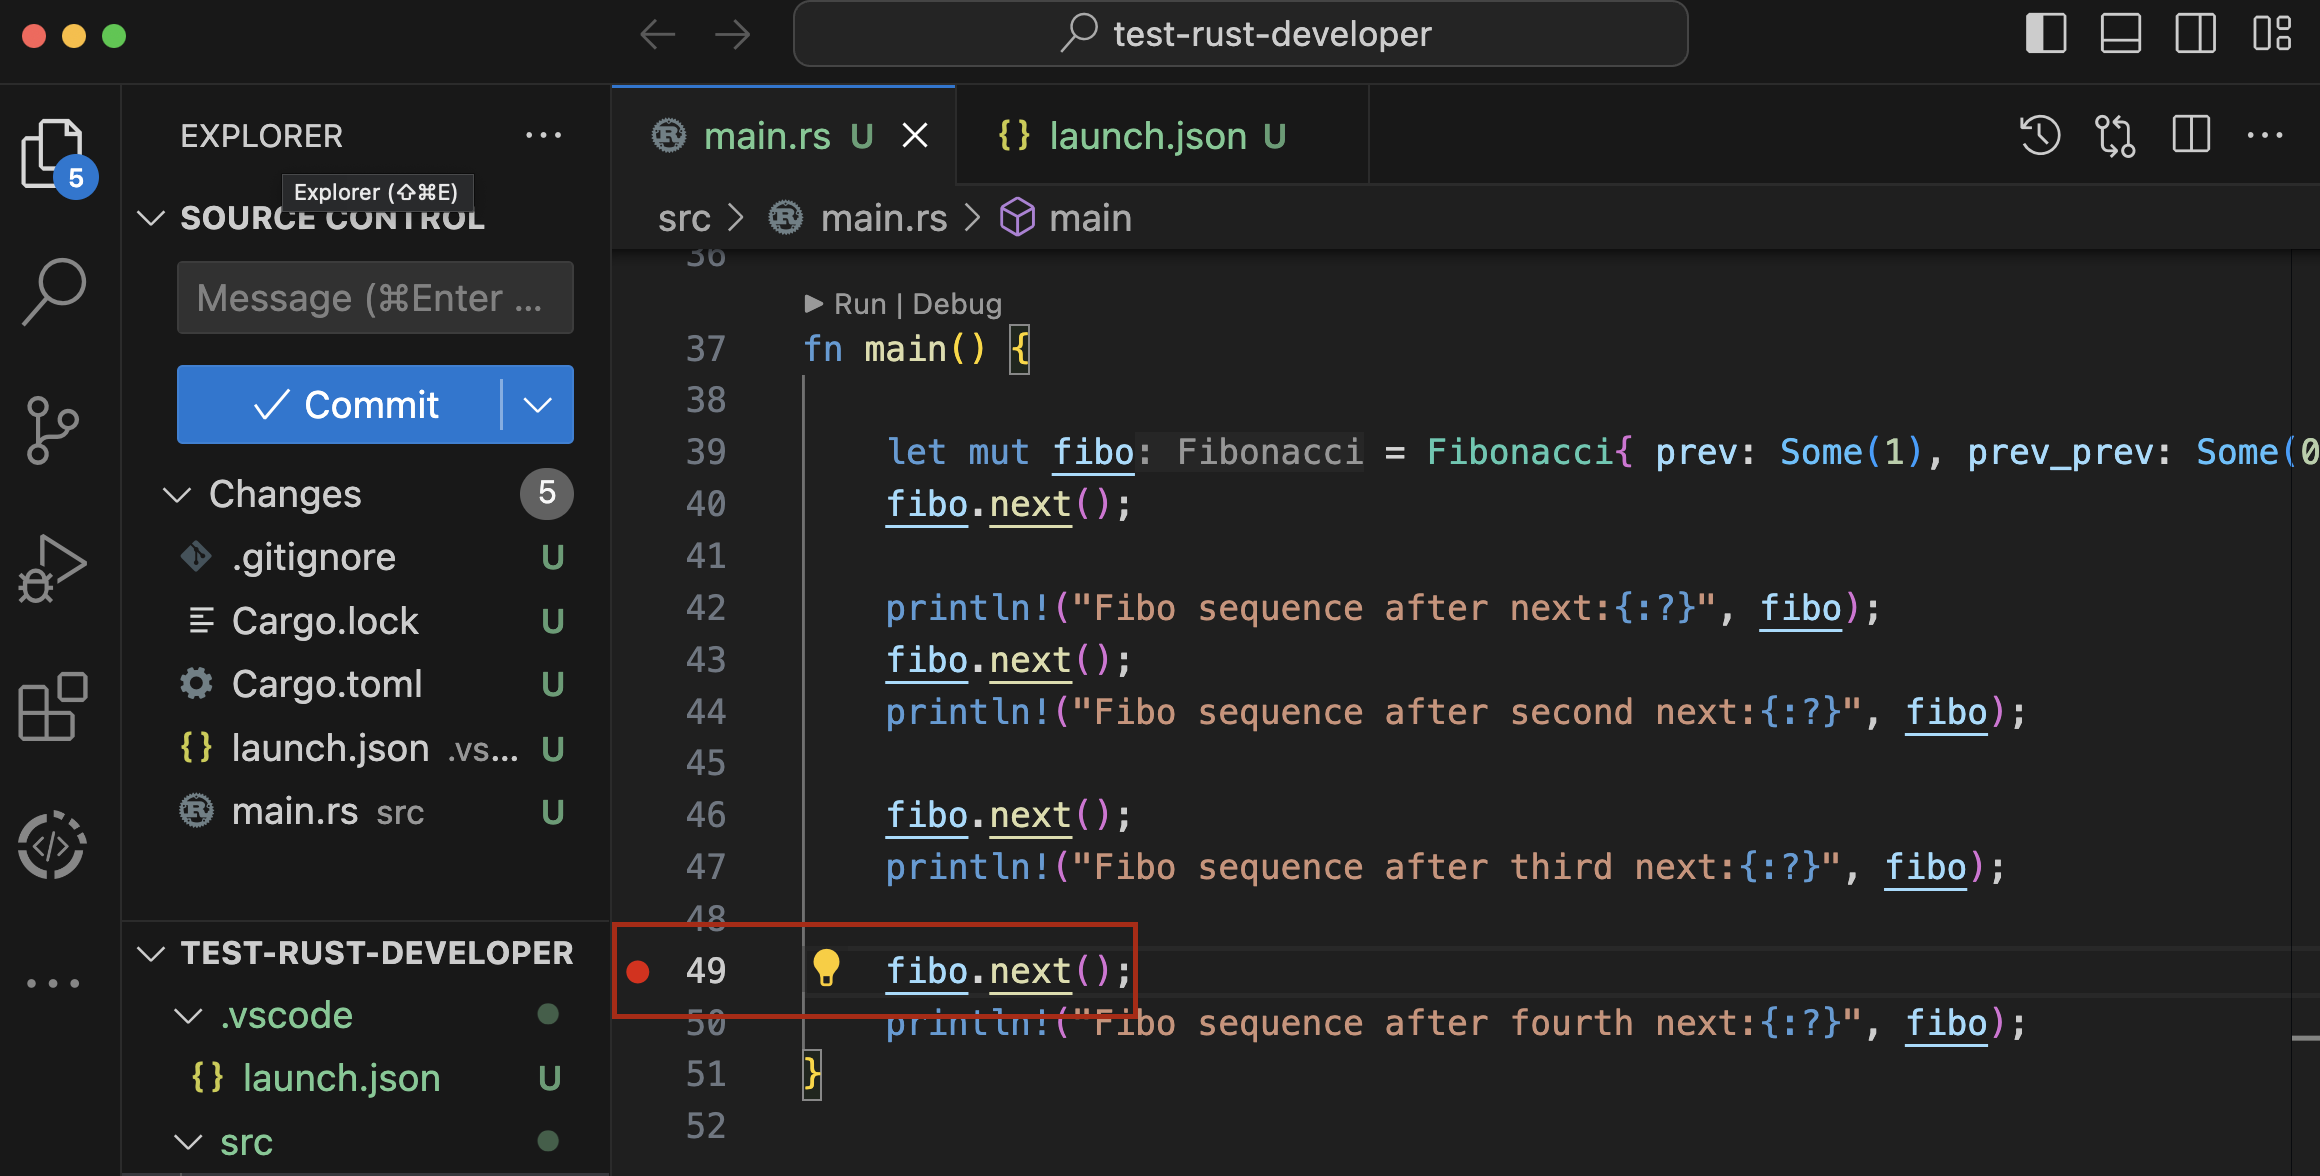 test-rust-developer
EXPLORER
Explorer (⇧⌘E)
SOURCE CONTROL
Message (⌘Enter ...
Commit
Changes 5
.gitignore U
Cargo.lock U
Cargo.toml U
launch.json .vs... U
main.rs src U
TEST-RUST-DEVELOPER
.vscode
launch.json U
src
5
main.rs U
launch.json U
src > main.rs > main
36
Run | Debug
37 fn main() {
38
39 let mut fibo: Fibonacci = Fibonacci{ prev: Some(1), prev_prev: Some(0
40 fibo.next();
41
42 println!("Fibo sequence after next:{:?}", fibo);
43 fibo.next();
44 println!("Fibo sequence after second next:{:?}", fibo);
45
46 fibo.next();
47 println!("Fibo sequence after third next:{:?}", fibo);
48
49 fibo.next();
50 println!("Fibo sequence after fourth next:{:?}", fibo);
51 }
52